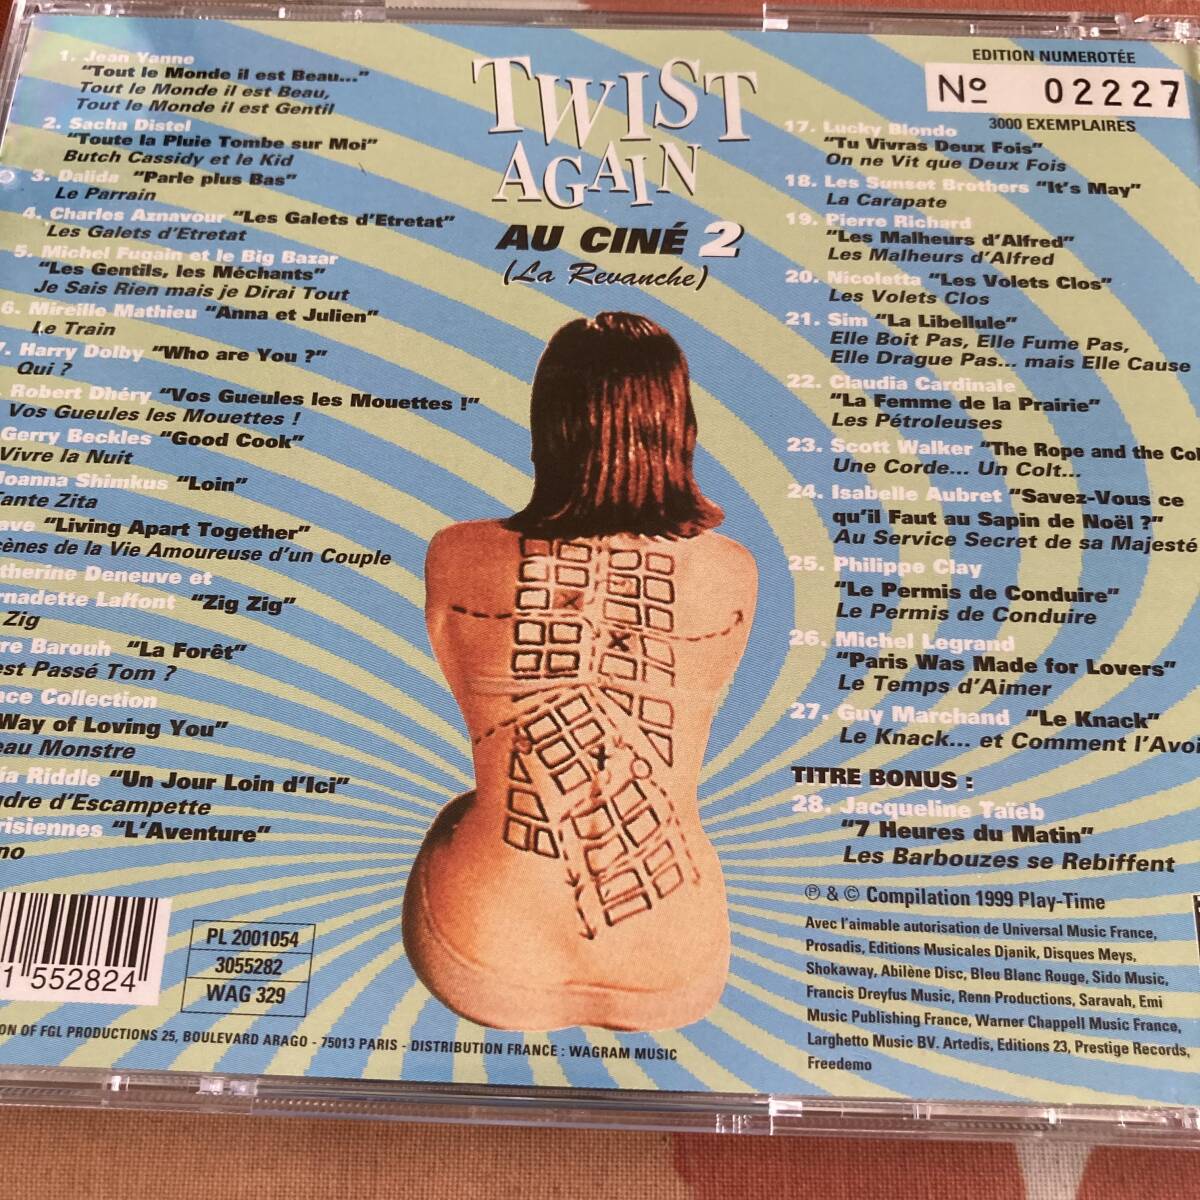 1. Jean Yanne
"Tout le Monde il est Beau..."
Tout le Monde il est Beau,
Tout le Monde il est Gentil
2. Sacha Distel
"Toute la Pluie Tombe sur Moi"
Butch Cassidy et le Kid
3. Dalida "Parle plus Bas"
Le Parrain
4. Charles Aznavour "Les Galets d'Etretat"
Les Galets d'Etretat
5. Michel Fugain et le Big Bazar
"Les Gentils, les Méchants"
Je Sais Rien mais je Dirai Tout
6. Mireille Mathieu "Anna et Julien"
Le Train
7. Harry Dolby "Who are You ?"
Qui ?
Robert Dhéry "Vos Gueules les Mouettes !"
Vos Gueules les Mouettes !
Gerry Beckles "Good Cook"
Vivre la Nuit
Joanna Shimkus "Loin"
Tante Zita
ave "Living Apart Together"
cènes de la Vie Amoureuse d'un Couple
therine Deneuve et
rnadette Laffont "Zig Zig"
Zig
re Barouh "La Forêt"
est Passé Tom ?
nce Collection
Way of Loving You"
eau Monstre
ía Riddle "Un Jour Loin d'Ici"
dre d'Escampette
risiennes "L'Aventure"
no
TWIST
AGAIN
AU CINÉ 2
(La Revanche)
EDITION NUMEROTÉE
Nº 02227
3000 EXEMPLAIRES
17. Lucky Blondo
"Tu Vivras Deux Fois"
On ne Vit que Deux Fois
18. Les Sunset Brothers "It's May"
La Carapate
19. Pierre Richard
"Les Malheurs d'Alfred"
Les Malheurs d'Alfred
20. Nicoletta "Les Volets Clos"
Les Volets Clos
21. Sim "La Libellule"
Elle Boit Pas, Elle Fume Pas,
Elle Drague Pas... mais Elle Cause
22. Claudia Cardinale
"La Femme de la Prairie"
Les Pétroleuses
23. Scott Walker "The Rope and the Col
Une Corde... Un Colt...
24. Isabelle Aubret "Savez-Vous ce
qu'il Faut au Sapin de Noël ?"
Au Service Secret de sa Majesté
25. Philippe Clay
"Le Permis de Conduire"
Le Permis de Conduire
26. Michel Legrand
"Paris Was Made for Lovers"
Le Temps d'Aimer
27. Guy Marchand "Le Knack"
Le Knack... et Comment l'Avoi
TITRE BONUS :
28. Jacqueline Taïeb
"7 Heures du Matin"
Les Barbouzes se Rebiffent
℗ & © Compilation 1999 Play-Time
Avec l'aimable autorisation de Universal Music France,
Prosadis, Editions Musicales Djanik, Disques Meys,
Shokaway, Abilène Disc, Bleu Blanc Rouge, Sido Music,
Francis Dreyfus Music, Renn Productions, Saravah, Emi
Music Publishing France, Warner Chappell Music France,
Larghetto Music BV. Artedis, Editions 23, Prestige Records,
Freedemo
1 552824
PL 2001054
3055282
WAG 329
ON OF FGL PRODUCTIONS 25, BOULEVARD ARAGO - 75013 PARIS - DISTRIBUTION FRANCE : WAGRAM MUSIC